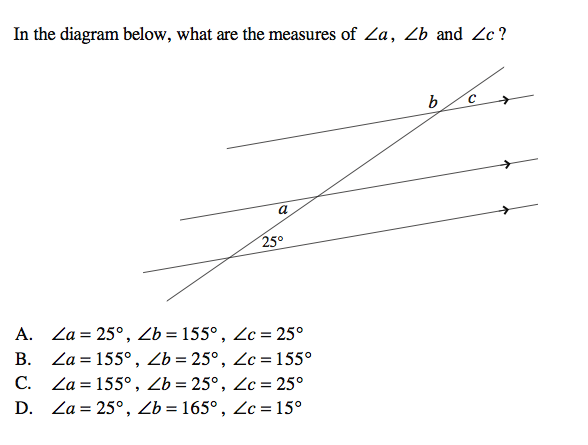 In the diagram below, what are the measures of ∠a, ∠b and ∠c?
b c
a
25°
A. ∠a = 25°, ∠b = 155°, ∠c = 25°
B. ∠a = 155°, ∠b = 25°, ∠c = 155°
C. ∠a = 155°, ∠b = 25°, ∠c = 25°
D. ∠a = 25°, ∠b = 165°, ∠c = 15°